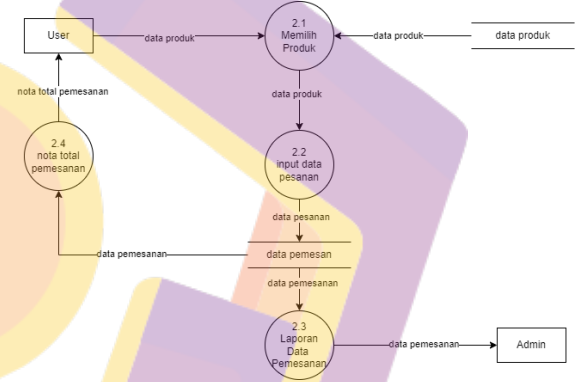 User
data produk
2.1
Memilih
Produk
data produk
data produk
data produk
nota total pemesanan
2.4
nota total
pemesanan
2.2
input data
pesanan
data pesanan
data pemesanan
data pemesan
data pemesanan
2.3
Laporan
Data
Pemesanan
data pemesanan
Admin